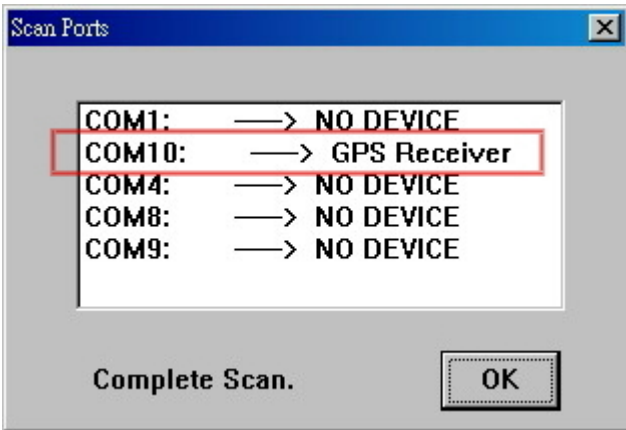 Scan Ports
COM1: ---> NO DEVICE
COM10: ---> GPS Receiver
COM4: ---> NO DEVICE
COM8: ---> NO DEVICE
COM9: ---> NO DEVICE
Complete Scan.
OK